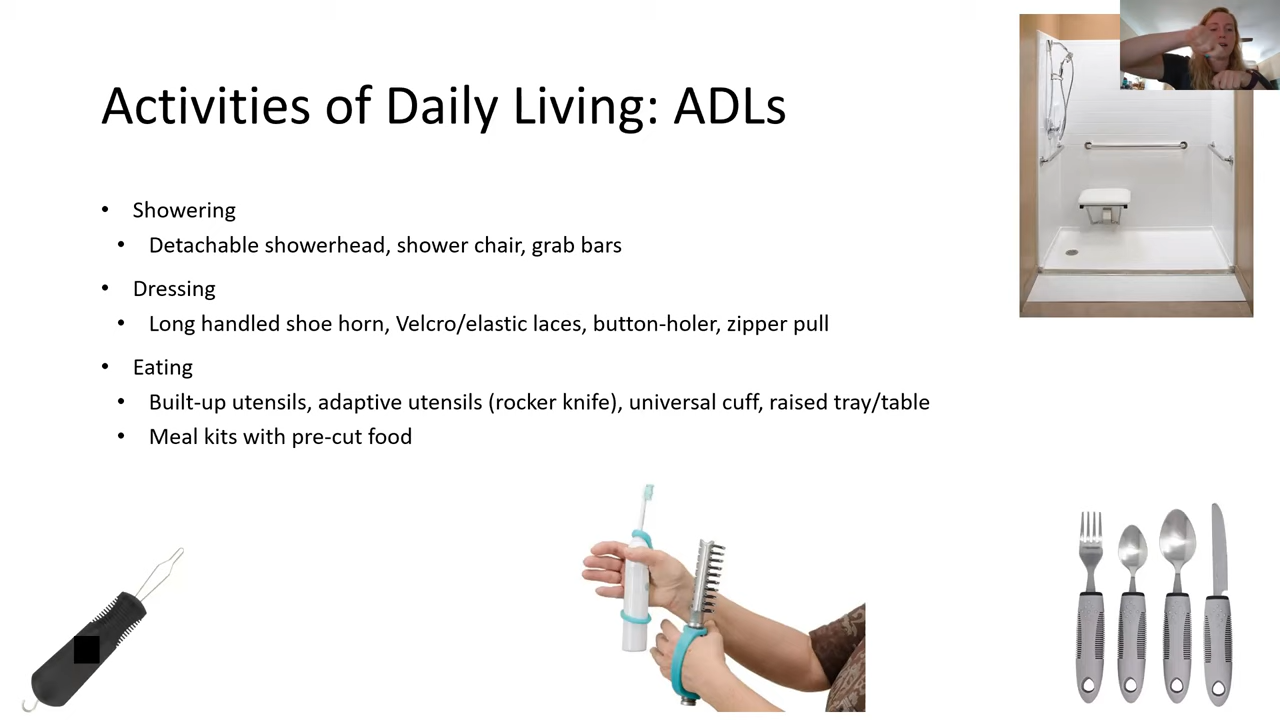 Activities of Daily Living: ADLs
• Showering
• Detachable showerhead, shower chair, grab bars
• Dressing
• Long handled shoe horn, Velcro/elastic laces, button-holer, zipper pull
• Eating
• Built-up utensils, adaptive utensils (rocker knife), universal cuff, raised tray/table
• Meal kits with pre-cut food